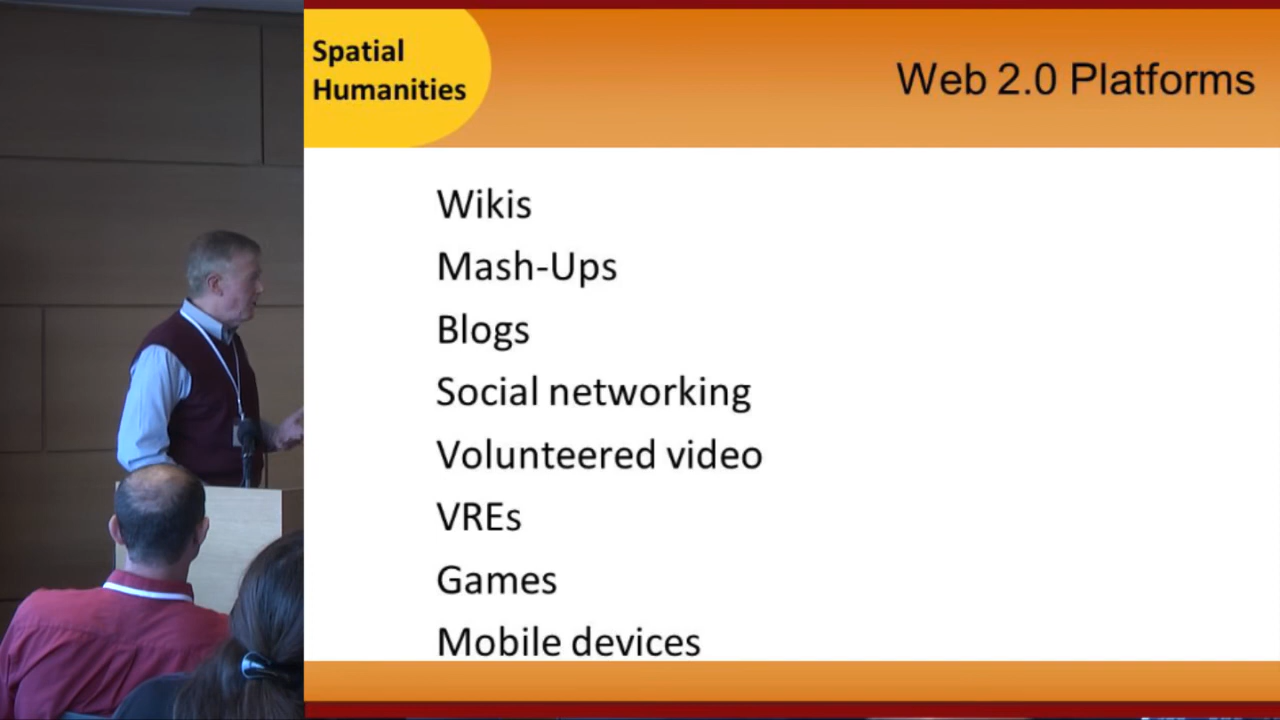 Spatial
Humanities
Web 2.0 Platforms
Wikis
Mash-Ups
Blogs
Social networking
Volunteered video
VREs
Games
Mobile devices